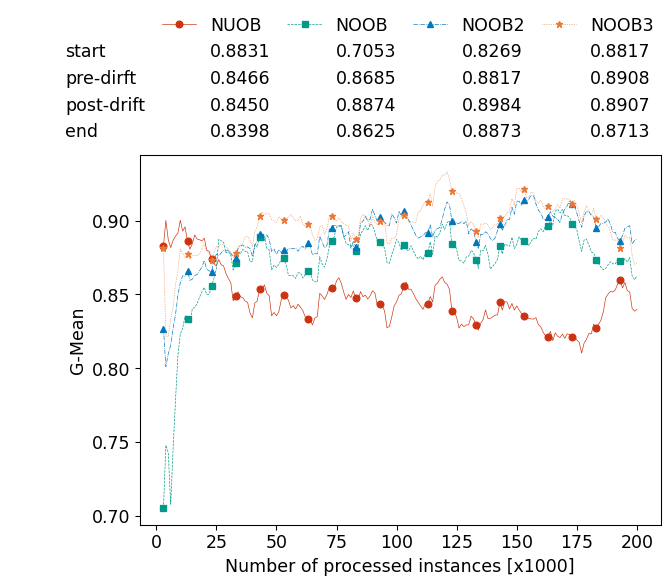 NUOB NOOB NOOB2 NOOB3
start 0.8831 0.7053 0.8269 0.8817
pre-dirft 0.8466 0.8685 0.8817 0.8908
post-drift 0.8450 0.8874 0.8984 0.8907
end 0.8398 0.8625 0.8873 0.8713
0.90
0.85
0.80
0.75
0.70
G-Mean
0 25 50 75 100 125 150 175 200
Number of processed instances [x1000]